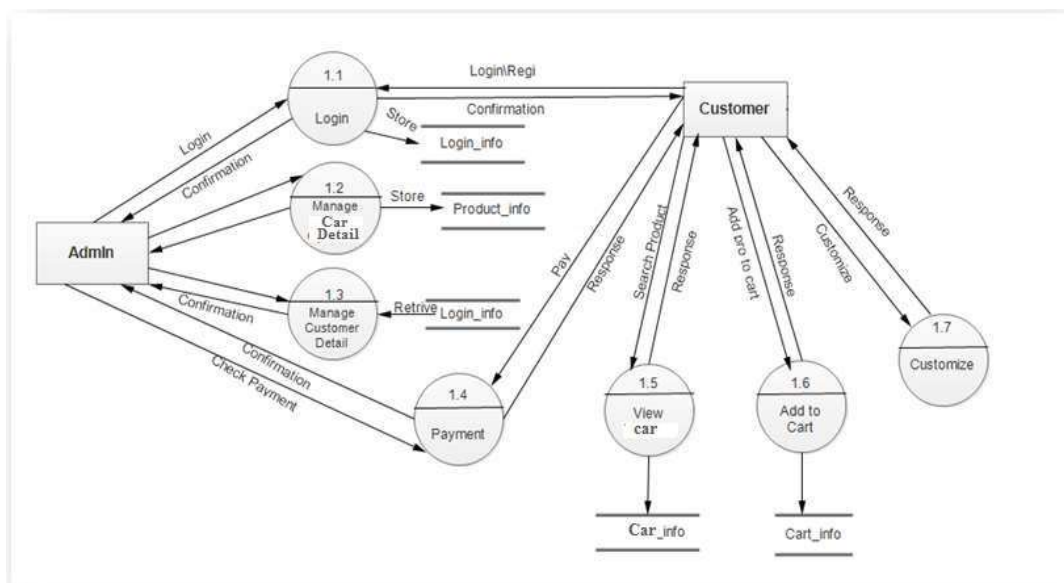 1.1
Login
Login\Regi
Confirmation
Customer
Store
Login_info
Login
Confirmation
1.2
Manage
Car
Detail
Store
Product_info
Admin
1.3
Manage
Customer
Detail
Confirmation
Retrive
Login_info
Confirmation
Check Payment
1.4
Payment
Pay
Response
Search Product
Response
Add pro to cart
Response
Customize
Response
1.5
View
car
1.6
Add to
Cart
1.7
Customize
Car_info
Cart_info